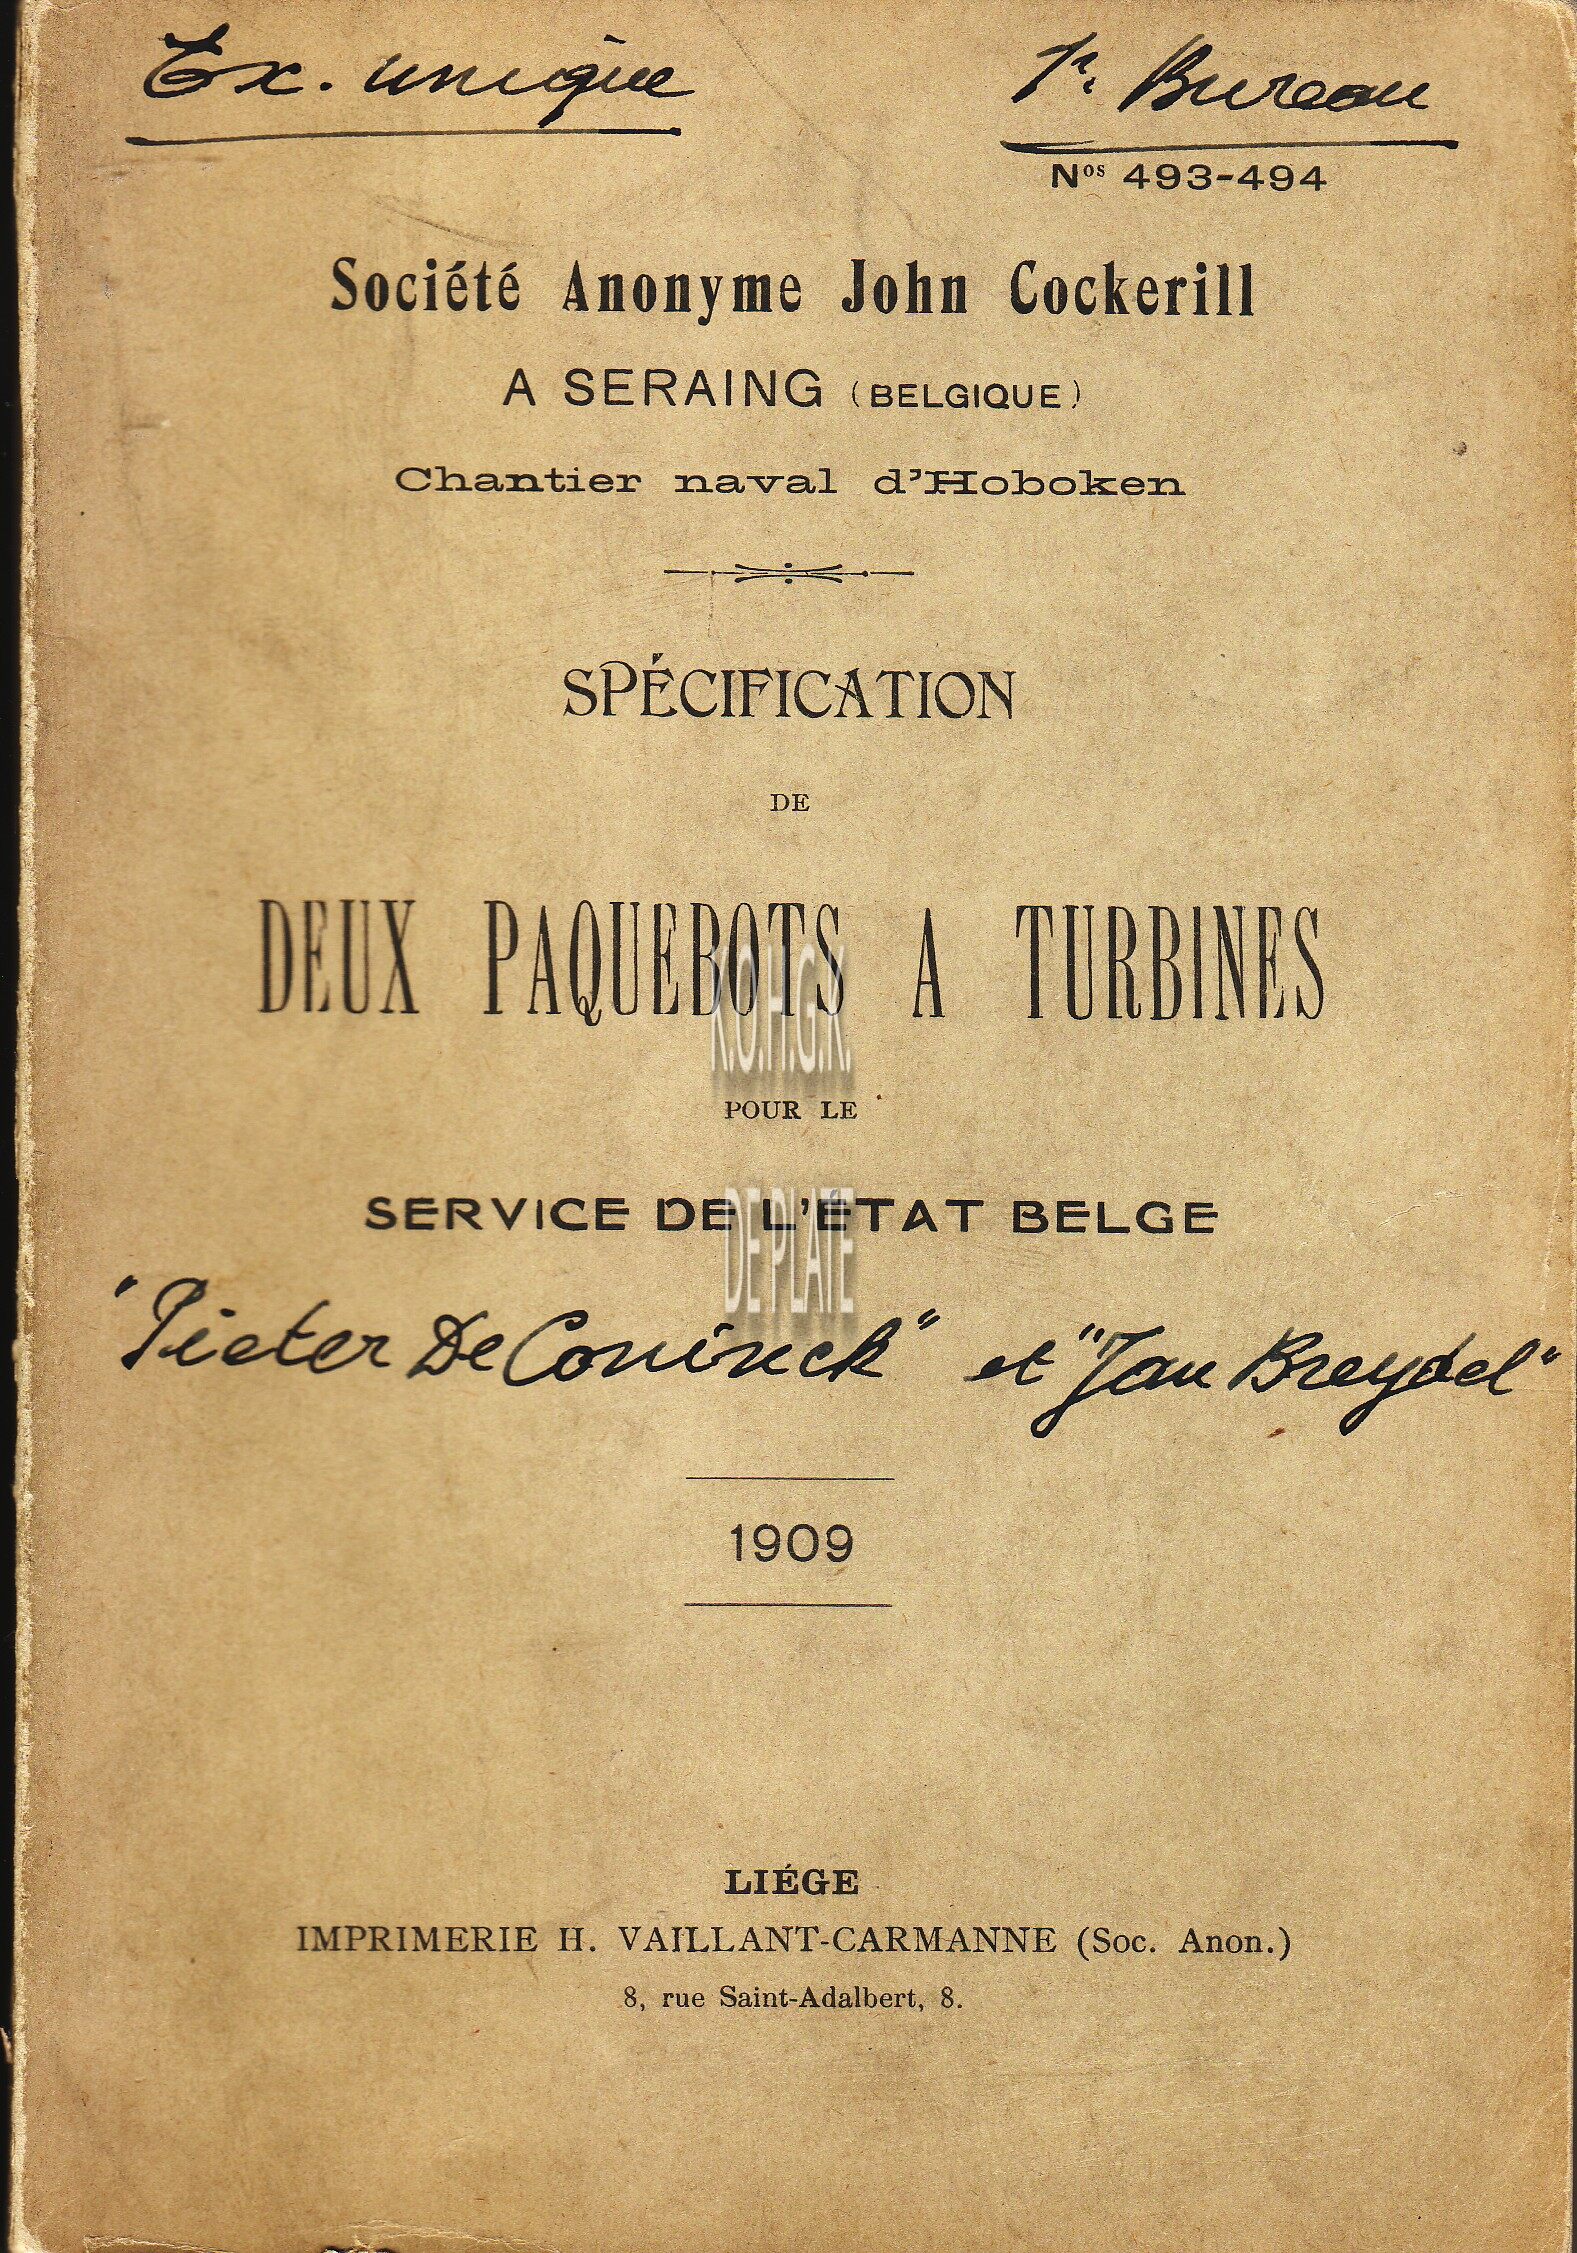 Ex. unique
1r. Bureau
Nos 493-494
Société Anonyme John Cockerill
A SERAING (BELGIQUE)
Chantier naval d'Hoboken
SPÉCIFICATION
DE
DEUX PAQUEBOTS A TURBINES
K.O.H.G.K.
POUR LE
DE PLATE
SERVICE DE L'ÉTAT BELGE
"Pieter De Coninck" et "Jan Breydel"
1909
LIÉGE
IMPRIMERIE H. VAILLANT-CARMANNE (Soc. Anon.)
8, rue Saint-Adalbert, 8.